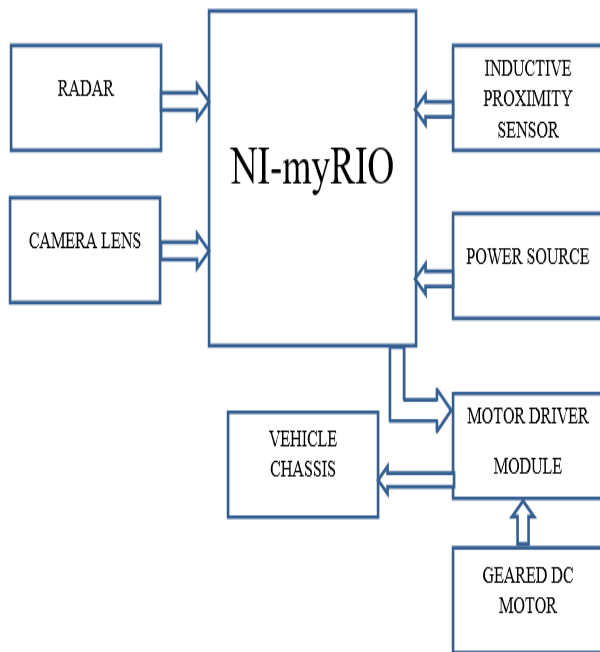 RADAR
NI-myRIO
INDUCTIVE
PROXIMITY
SENSOR
CAMERA LENS
POWER SOURCE
VEHICLE
CHASSIS
MOTOR DRIVER
MODULE
GEARED DC
MOTOR